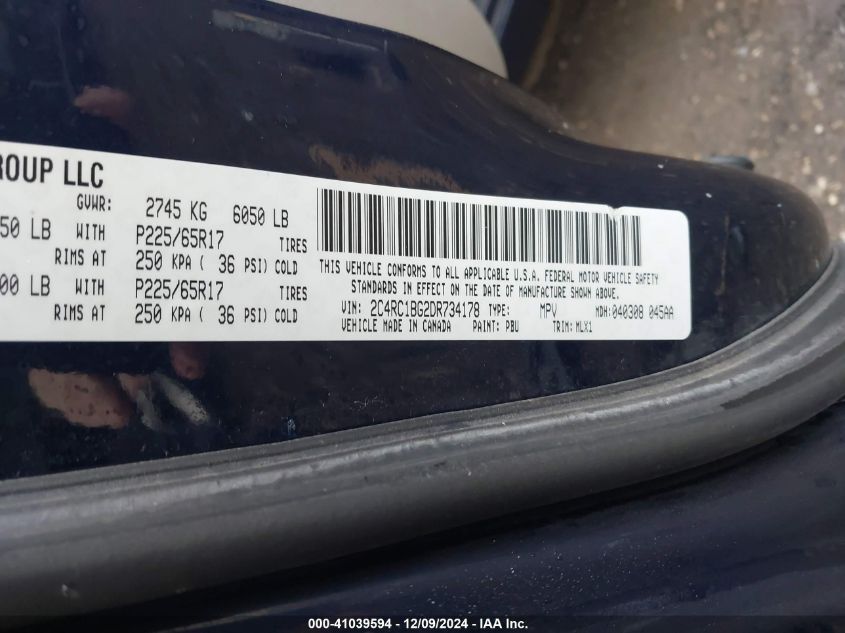 ROUP LLC
GVWR: 2745 KG 6050 LB
50 LB WITH P225/65R17 TIRES
RIMS AT 250 KPA ( 36 PSI) COLD
00 LB WITH P225/65R17 TIRES
RIMS AT 250 KPA ( 36 PSI) COLD
THIS VEHICLE CONFORMS TO ALL APPLICABLE U.S.A. FEDERAL MOTOR VEHICLE SAFETY
STANDARDS IN EFFECT ON THE DATE OF MANUFACTURE SHOWN ABOVE.
VIN: 2C4RC1BG2DR734178 TYPE: MPV MDH: 040308 045AA
VEHICLE MADE IN CANADA PAINT: PBU TRIM: MLX1
000-41039594 - 12/09/2024 - IAA Inc.